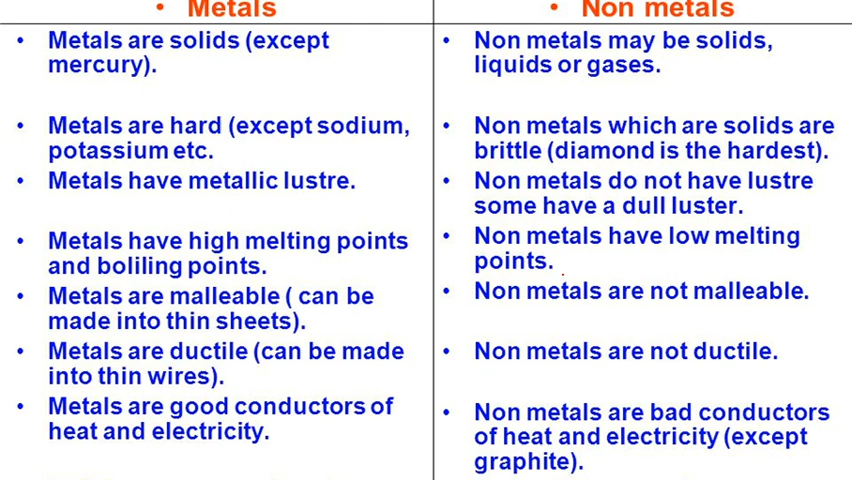 • Metals
• Metals are solids (except
mercury).
• Metals are hard (except sodium,
potassium etc.
• Metals have metallic lustre.
• Metals have high melting points
and boliling points.
• Metals are malleable ( can be
made into thin sheets).
• Metals are ductile (can be made
into thin wires).
• Metals are good conductors of
heat and electricity.
• Non metals
• Non metals may be solids,
liquids or gases.
• Non metals which are solids are
brittle (diamond is the hardest).
• Non metals do not have lustre
some have a dull luster.
• Non metals have low melting
points.
• Non metals are not malleable.
• Non metals are not ductile.
• Non metals are bad conductors
of heat and electricity (except
graphite).